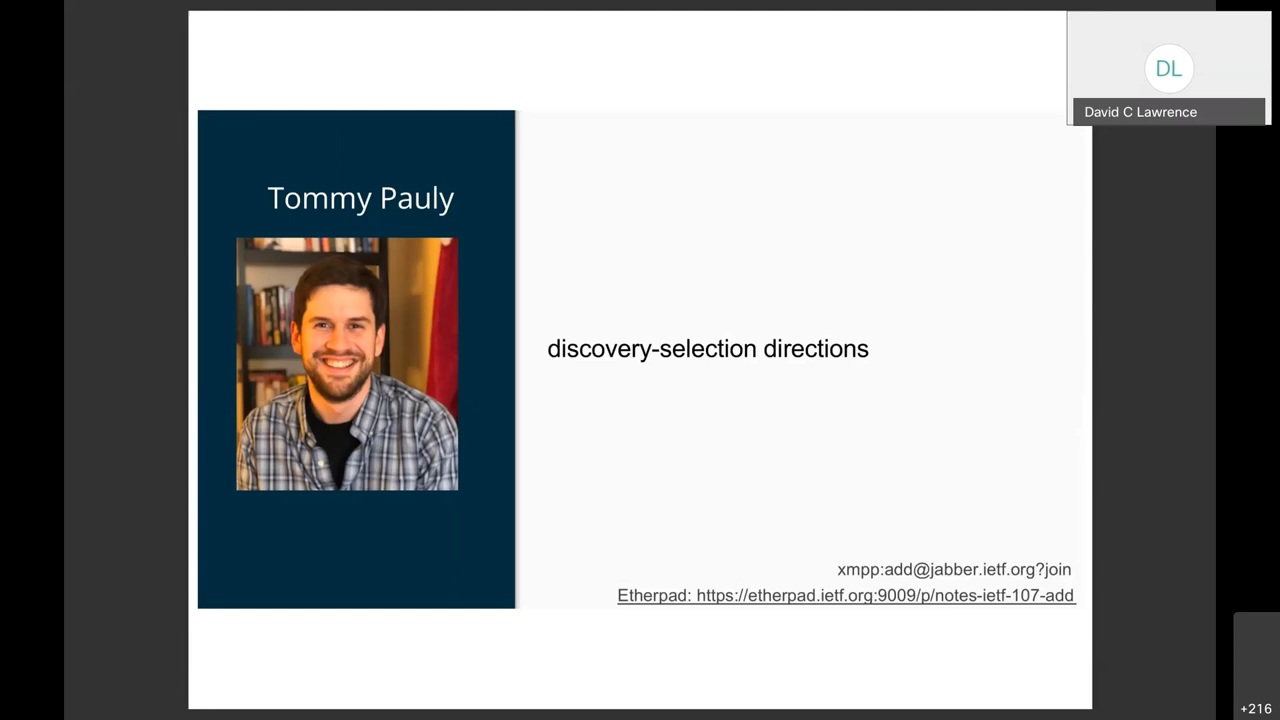 DL
David C Lawrence
Tommy Pauly
discovery-selection directions
xmpp:add@jabber.ietf.org?join
Etherpad: https://etherpad.ietf.org:9009/p/notes-ietf-107-add
+216